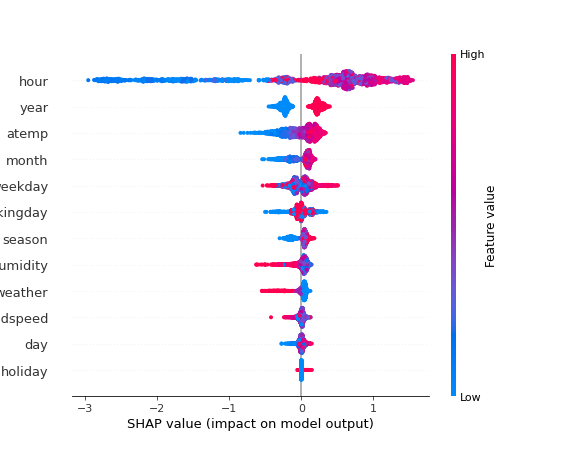 High
hour
year
atemp
month
eekday
kingday
season
umidity
weather
dspeed
day
holiday
Low
Feature value
−3 −2 −1 0 1
SHAP value (impact on model output)